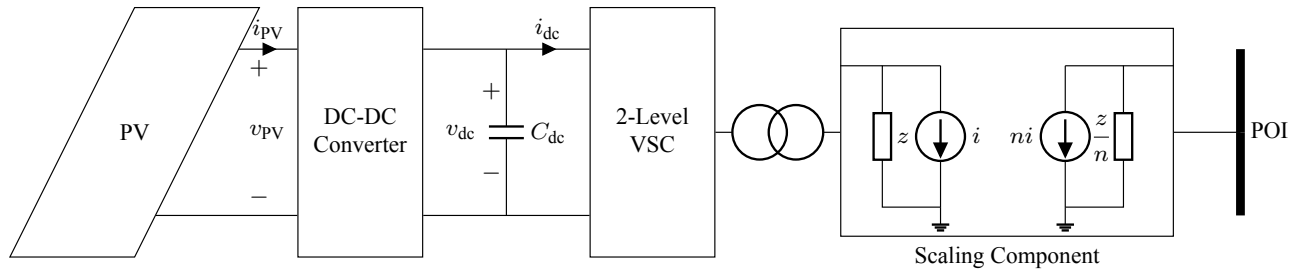 PV
i_PV
+
v_PV
−
DC-DC
Converter
+
v_dc
C_dc
−
i_dc
2-Level
VSC
z
i
ni
z/n
Scaling Component
POI